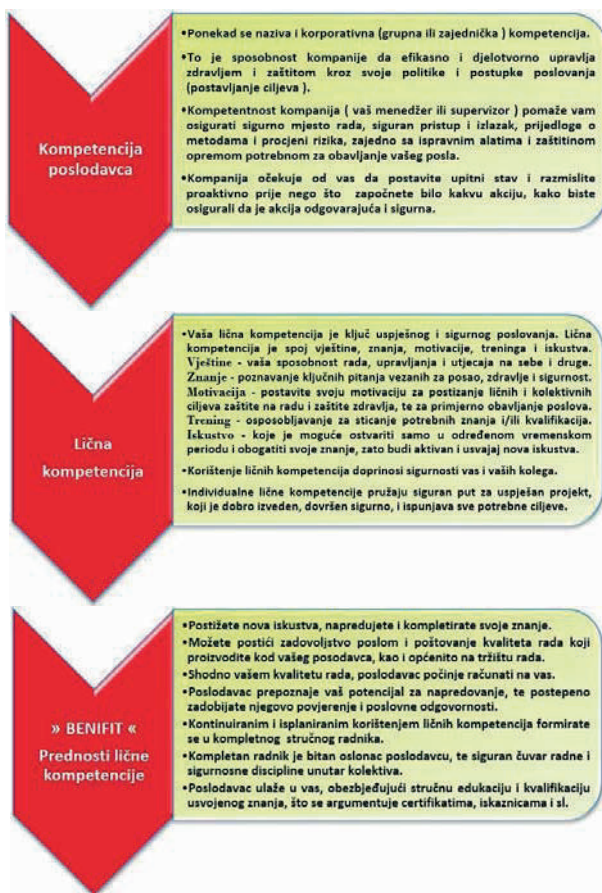 Kompetencija
poslodavca
•Ponekad se naziva i korporativna (grupna ili zajednička ) kompetencija.
•To je sposobnost kompanije da efikasno i djelotvorno upravlja
zdravljem i zaštitom kroz svoje politike i postupke poslovanja
(postavljanje ciljeva ).
•Kompetentnost kompanija ( vaš menedžer ili supervizor ) pomaže vam
osigurati sigurno mjesto rada, siguran pristup i izlazak, prijedloge o
metodama i procjeni rizika, zajedno sa ispravnim alatima i zaštitinom
opremom potrebnom za obavljanje vašeg posla.
•Kompanija očekuje od vas da postavite upitni stav i razmislite
proaktivno prije nego što započnete bilo kakvu akciju, kako biste
osigurali da je akcija odgovarajuća i sigurna.
Lična
kompetencija
•Vaša lična kompetencija je ključ uspješnog i sigurnog poslovanja. Lična
kompetencija je spoj vještine, znanja, motivacije, treninga i iskustva.
Vještine - vaša sposobnost rada, upravljanja i utjecaja na sebe i druge.
Znanje - poznavanje ključnih pitanja vezanih za posao, zdravlje i sigurnost.
Motivacija - postavite svoju motivaciju za postizanje ličnih i kolektivnih
ciljeva zaštite na radu i zaštite zdravlja, te za primjerno obavljanje poslova.
Trening - osposobljavanje za sticanje potrebnih znanja i/ili kvalifikacija.
Iskustvo - koje je moguće ostvariti samo u određenom vremenskom
periodu i obogatiti svoje znanje, zato budi aktivan i usvajaj nova iskustva.
•Korištenje ličnih kompetencija doprinosi sigurnosti vas i vaših kolega.
•Individualne lične kompetencije pružaju siguran put za uspješan projekt,
koji je dobro izveden, dovršen sigurno, i ispunjava sve potrebne ciljeve.
» BENIFIT «
Prednosti lične
kompetencije
•Postižete nova iskustva, napredujete i kompletirate svoje znanje.
•Možete postići zadovoljstvo poslom i poštovanje kvaliteta rada koji
proizvodite kod vašeg posodavca, kao i općenito na tržištu rada.
•Shodno vašem kvalitetu rada, poslodavac počinje računati na vas.
•Poslodavac prepoznaje vaš potencijal za napredovanje, te postepeno
zadobijate njegovo povjerenje i poslovne odgovornosti.
•Kontinuiranim i isplaniranim korištenjem ličnih kompetencija formirate
se u kompletnog stručnog radnika.
•Kompletan radnik je bitan oslonac poslodavcu, te siguran čuvar radne i
sigurnosne discipline unutar kolektiva.
•Poslodavac ulaže u vas, obezbjeđujući stručnu edukaciju i kvalifikaciju
usvojenog znanja, što se argumentuje certifikatima, iskaznicama i sl.